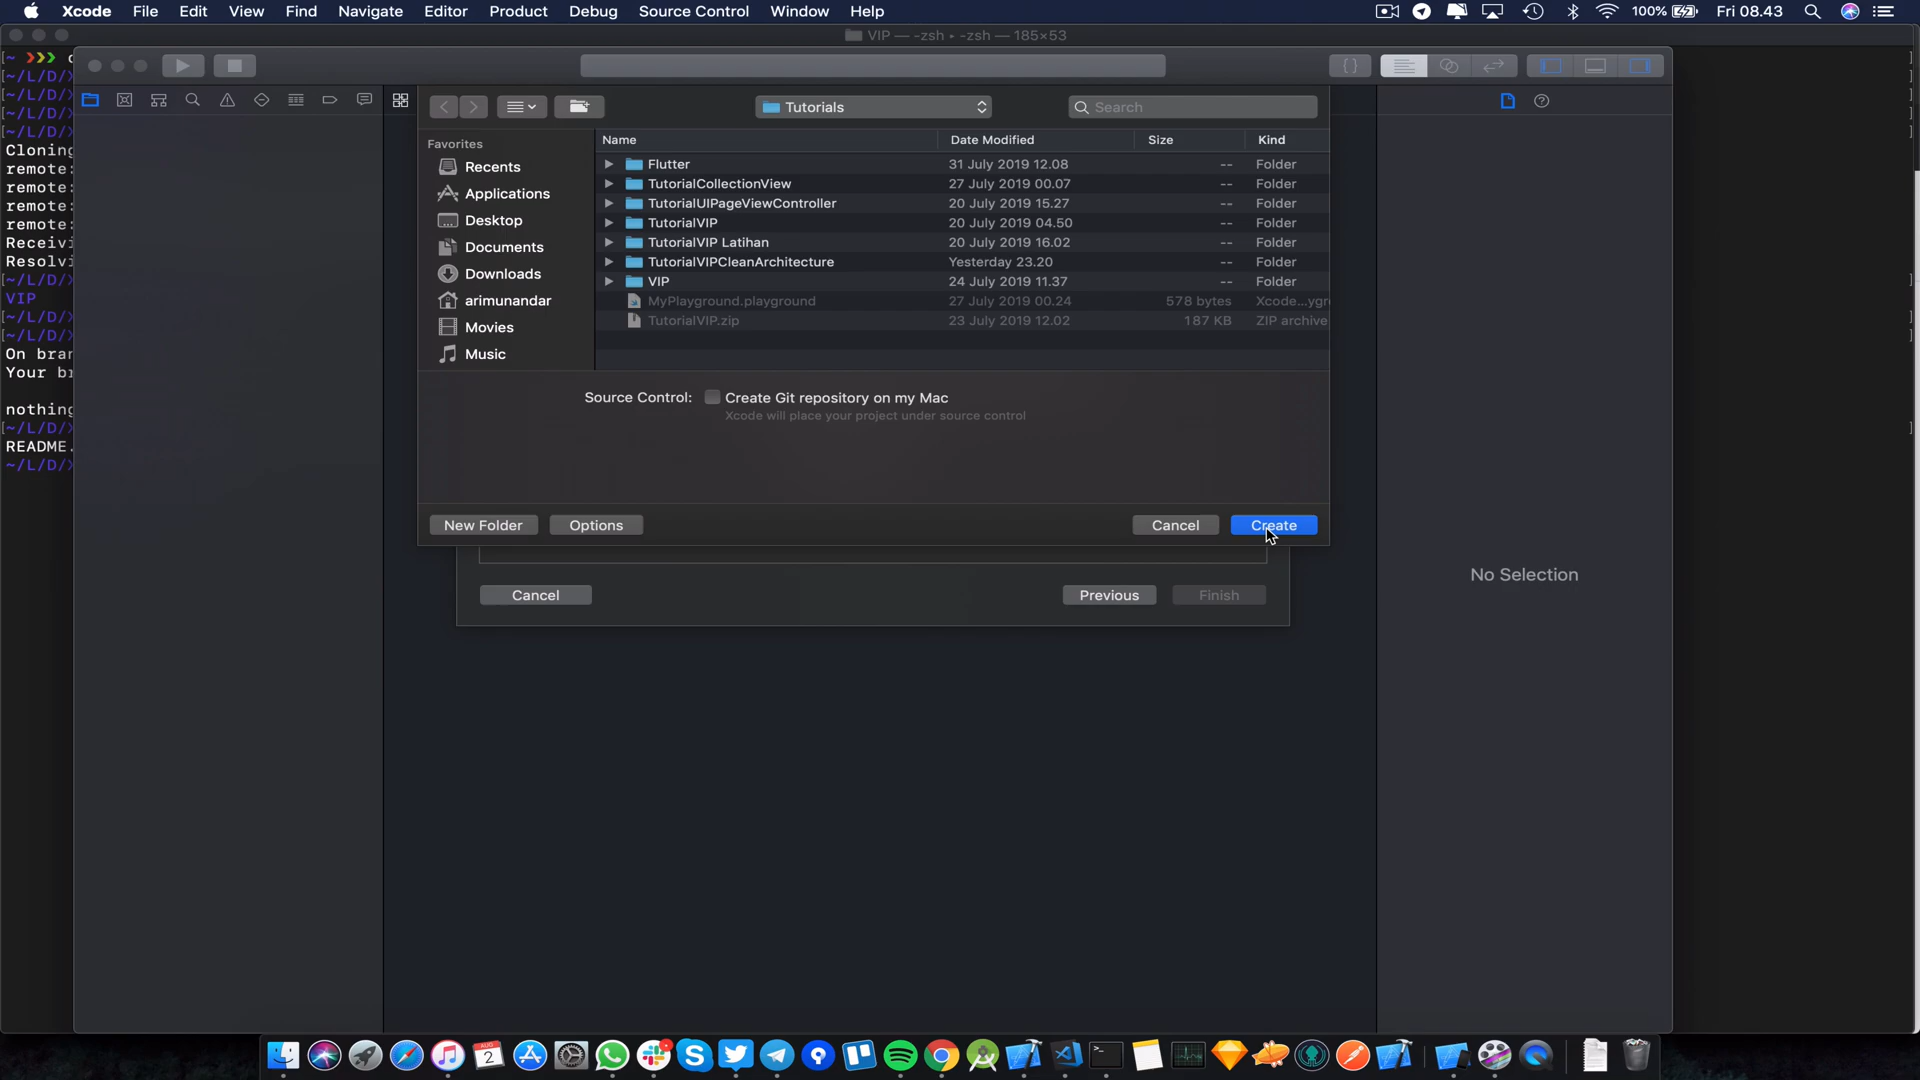 Xcode File Edit View Find Navigate Editor Product Debug Source Control Window Help 100% Fri 08.43
VIP — -zsh • -zsh — 185×53
[~ >>> c
[~/L/D/X
[~/L/D/X
[~/L/D/X
[~/L/D/X
Tutorials
Search
Cloning
remote:
remote:
remote:
remote:
Receivi
Resolvi
[~/L/D/X
VIP
[~/L/D/X
[~/L/D/X
On bran
Your br
nothing
[~/L/D/X
README.
~/L/D/X
Favorites
Recents
Applications
Desktop
Documents
Downloads
arimunandar
Movies
Music
Name Date Modified Size Kind
Flutter 31 July 2019 12.08 -- Folder
TutorialCollectionView 27 July 2019 00.07 -- Folder
TutorialUIPageViewController 20 July 2019 15.27 -- Folder
TutorialVIP 20 July 2019 04.50 -- Folder
TutorialVIP Latihan 20 July 2019 16.02 -- Folder
TutorialVIPCleanArchitecture Yesterday 23.20 -- Folder
VIP 24 July 2019 11.37 -- Folder
MyPlayground.playground 27 July 2019 00.24 578 bytes Xcode...ygr
TutorialVIP.zip 23 July 2019 12.02 187 KB ZIP archive
Source Control: Create Git repository on my Mac
Xcode will place your project under source control
New Folder Options Cancel Create
Cancel Previous Finish
No Selection
AUG
2